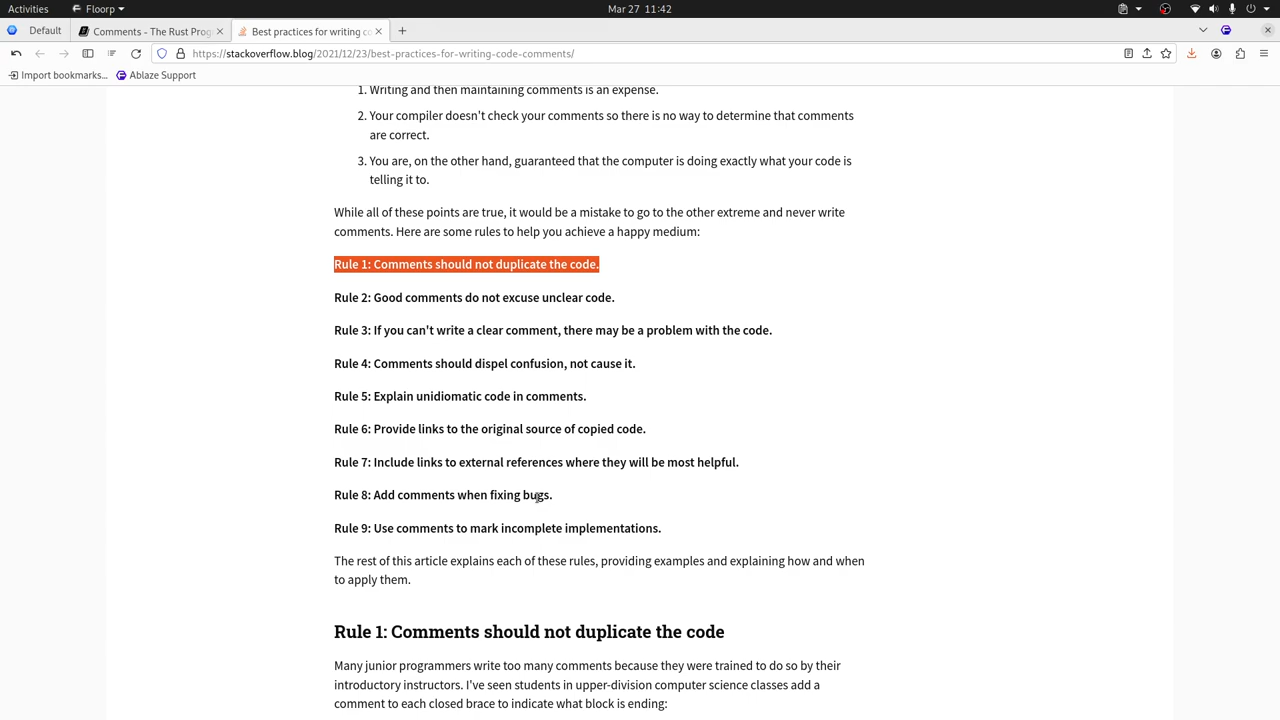 Activities
Floorp
Mar 27 11:42
Default
Comments - The Rust Prog
Best practices for writing co
https://stackoverflow.blog/2021/12/23/best-practices-for-writing-code-comments/
Import bookmarks...
Ablaze Support
1. Writing and then maintaining comments is an expense.
2. Your compiler doesn't check your comments so there is no way to determine that comments
are correct.
3. You are, on the other hand, guaranteed that the computer is doing exactly what your code is
telling it to.
While all of these points are true, it would be a mistake to go to the other extreme and never write
comments. Here are some rules to help you achieve a happy medium:
Rule 1: Comments should not duplicate the code.
Rule 2: Good comments do not excuse unclear code.
Rule 3: If you can't write a clear comment, there may be a problem with the code.
Rule 4: Comments should dispel confusion, not cause it.
Rule 5: Explain unidiomatic code in comments.
Rule 6: Provide links to the original source of copied code.
Rule 7: Include links to external references where they will be most helpful.
Rule 8: Add comments when fixing bugs.
Rule 9: Use comments to mark incomplete implementations.
The rest of this article explains each of these rules, providing examples and explaining how and when
to apply them.
Rule 1: Comments should not duplicate the code
Many junior programmers write too many comments because they were trained to do so by their
introductory instructors. I've seen students in upper-division computer science classes add a
comment to each closed brace to indicate what block is ending: